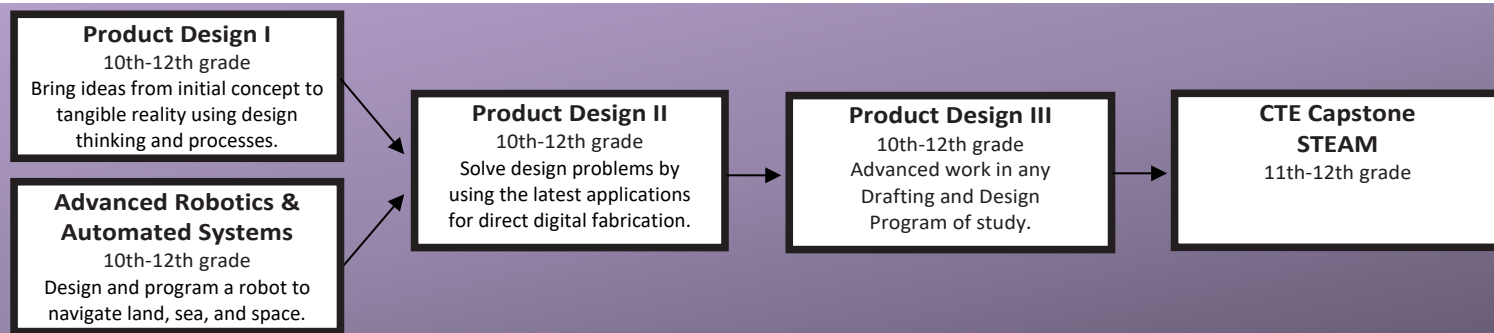 Product Design I
10th-12th grade
Bring ideas from initial concept to
tangible reality using design
thinking and processes.
Advanced Robotics &
Automated Systems
10th-12th grade
Design and program a robot to
navigate land, sea, and space.
Product Design II
10th-12th grade
Solve design problems by
using the latest applications
for direct digital fabrication.
Product Design III
10th-12th grade
Advanced work in any
Drafting and Design
Program of study.
CTE Capstone
STEAM
11th-12th grade